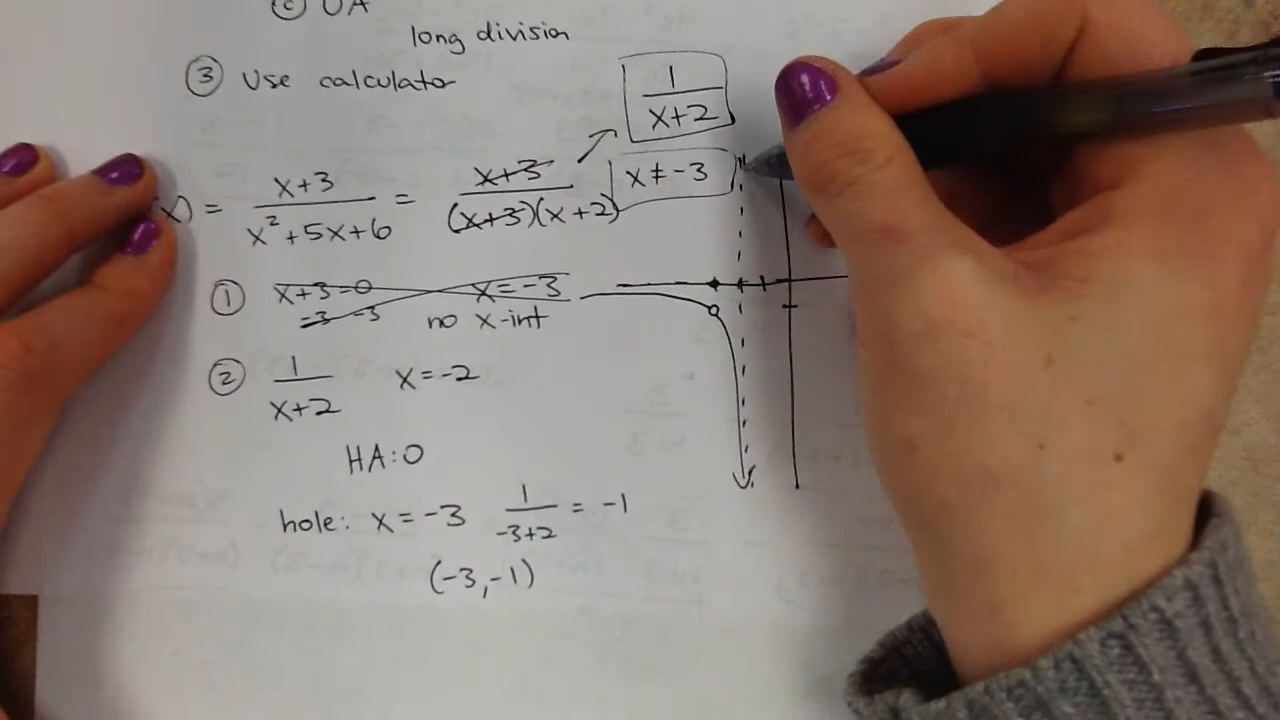 ⓒ OA
long division
③ Use calculator
1/(x+2)
x≠-3
x) = (x+3)/(x²+5x+6) = (x+3)/((x+3)(x+2))
① x+3=0 x=-3
-3 -3 no x-int
② 1/(x+2) x=-2
HA:0
hole: x=-3 1/(-3+2) = -1
(-3,-1)